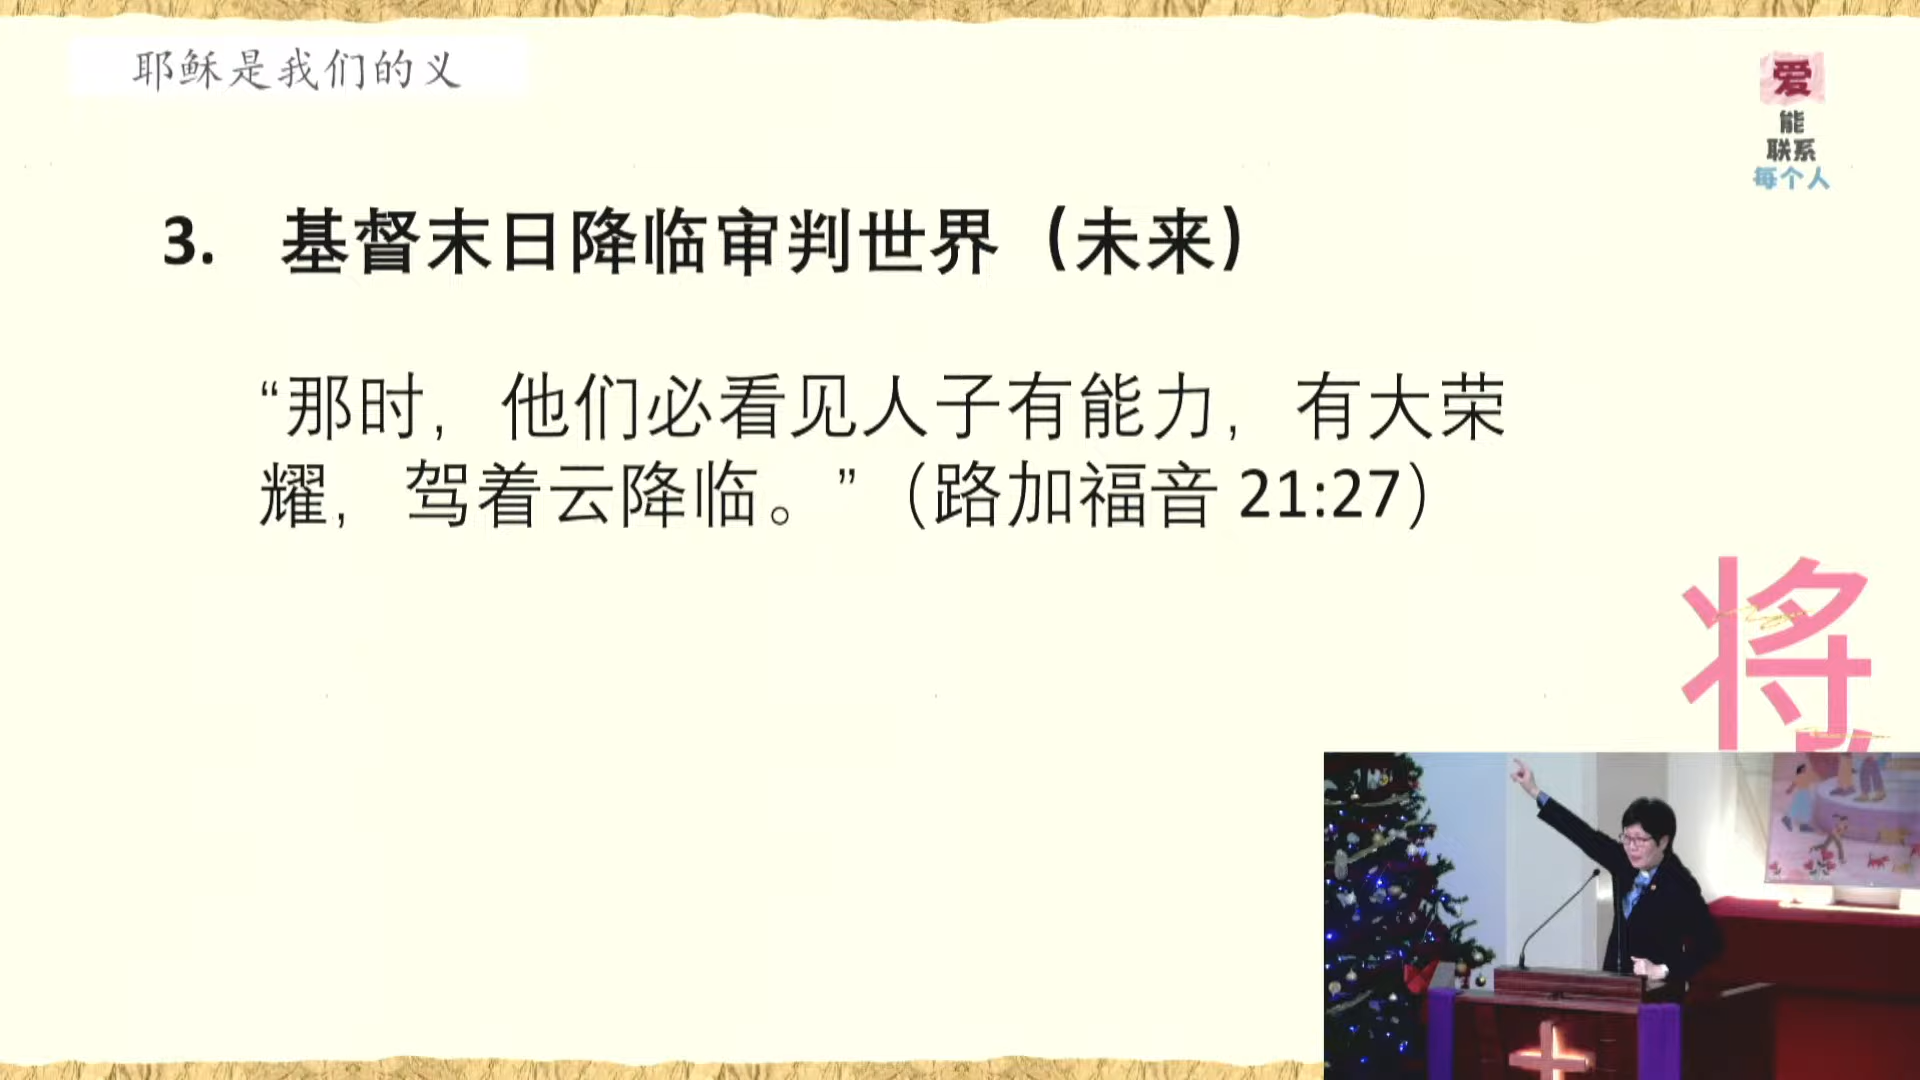 耶稣是我们的义
爱
能
联系
每个人
3. 基督末日降临审判世界（未来）
“那时，他们必看见人子有能力，有大荣
耀，驾着云降临。”（路加福音 21:27）
将